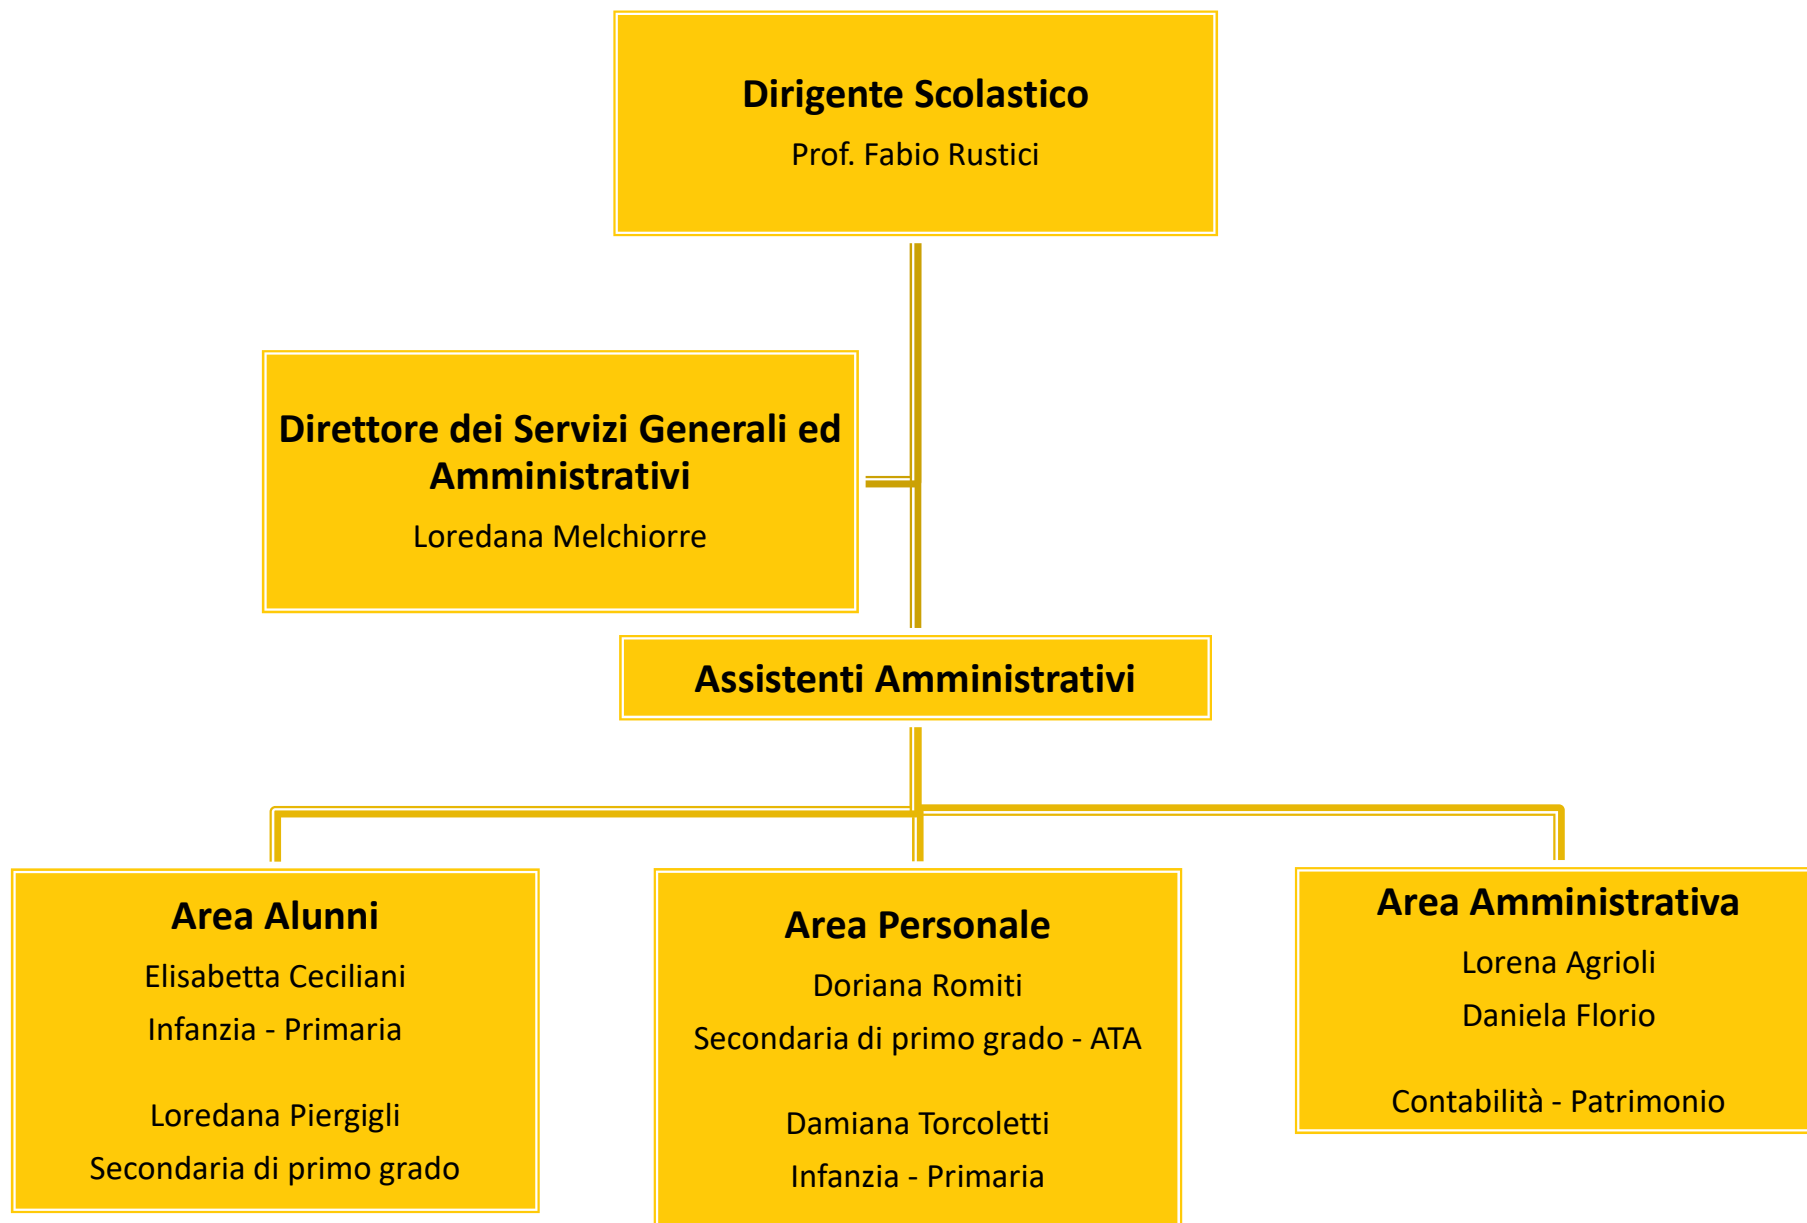 Dirigente Scolastico
Prof. Fabio Rustici
Direttore dei Servizi Generali ed
Amministrativi
Loredana Melchiorre
Assistenti Amministrativi
Area Alunni
Elisabetta Ceciliani
Infanzia - Primaria
Loredana Piergigli
Secondaria di primo grado
Area Personale
Doriana Romiti
Secondaria di primo grado - ATA
Damiana Torcoletti
Infanzia - Primaria
Area Amministrativa
Lorena Agrioli
Daniela Florio
Contabilità - Patrimonio